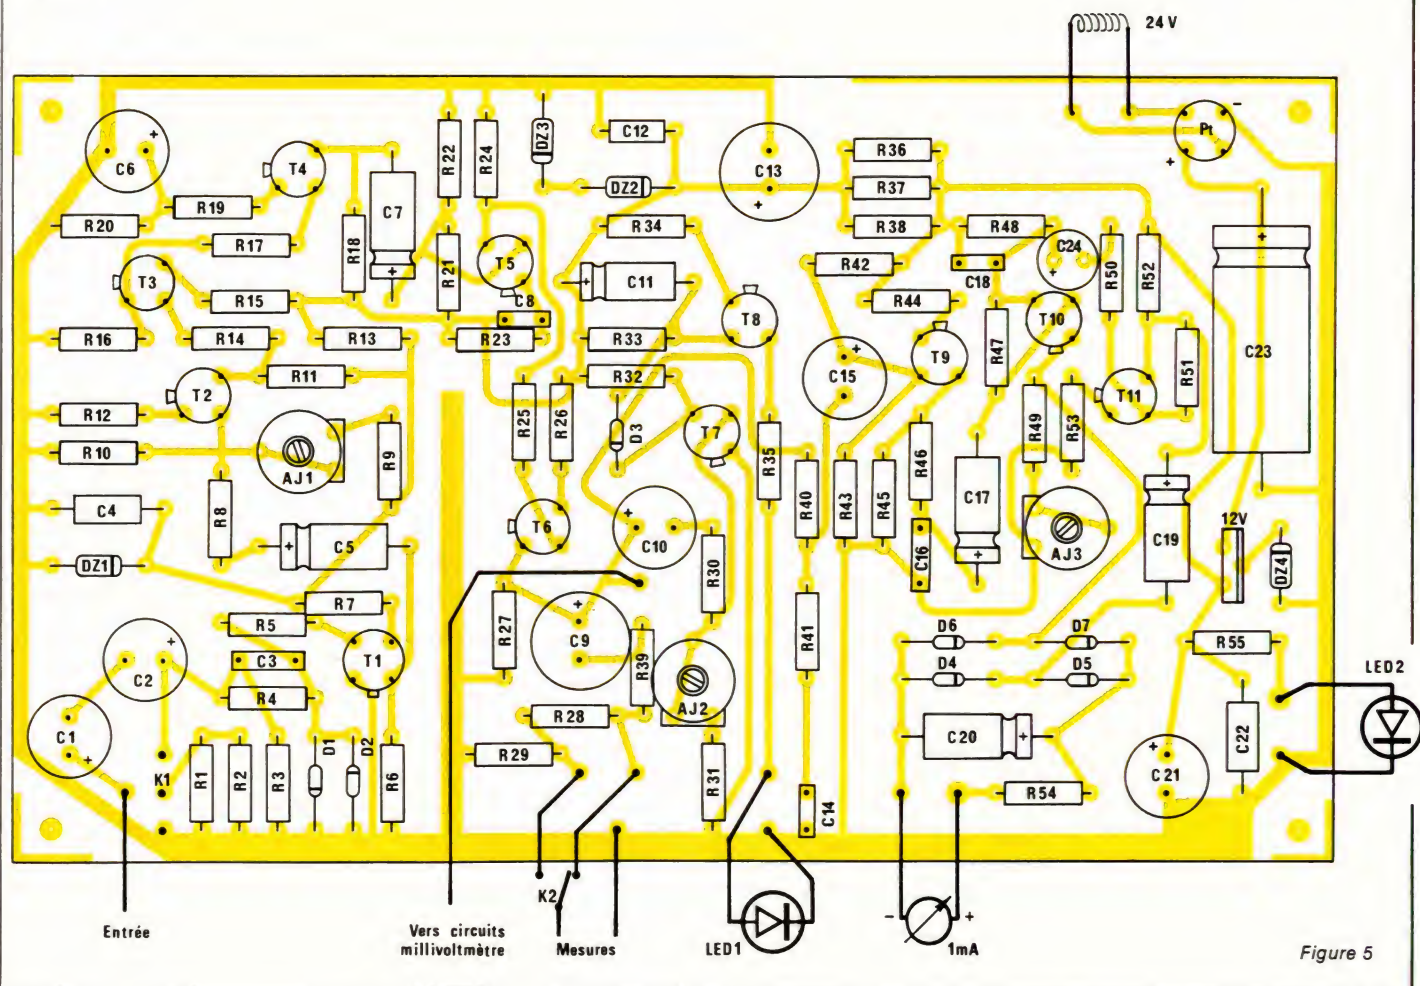 24 V
Pt
-
+
C6
+
T4
R22
R24
DZ3
C12
C13
+
R36
R37
R38
R20
R19
R17
R18
C7
+
DZ2
R34
R48
C24
+
R50
R52
T3
R15
R21
T5
C8
C11
+
R42
C18
R44
T10
R16
R14
R13
R23
R33
T8
T9
R47
R51
C23
+
R11
R32
C15
+
T2
R12
R10
AJ1
R9
R25
R26
D3
T7
R35
R49
R53
T11
R8
C4
C5
+
T6
C10
+
R40
R43
R45
R46
C17
+
AJ3
C19
+
12V
DZ4
DZ1
R7
R30
C16
R5
R27
C9
+
R39
R41
D6
D7
R55
C2
+
C3
T1
R4
D4
D5
LED2
AJ2
C1
+
K1
R1
R2
R3
D1
D2
R6
R28
R29
R31
C14
C20
+
R54
C21
+
C22
K2
Entrée
Vers circuits
millivoltmètre
Mesures
LED1
-
+
1mA
Figure 5